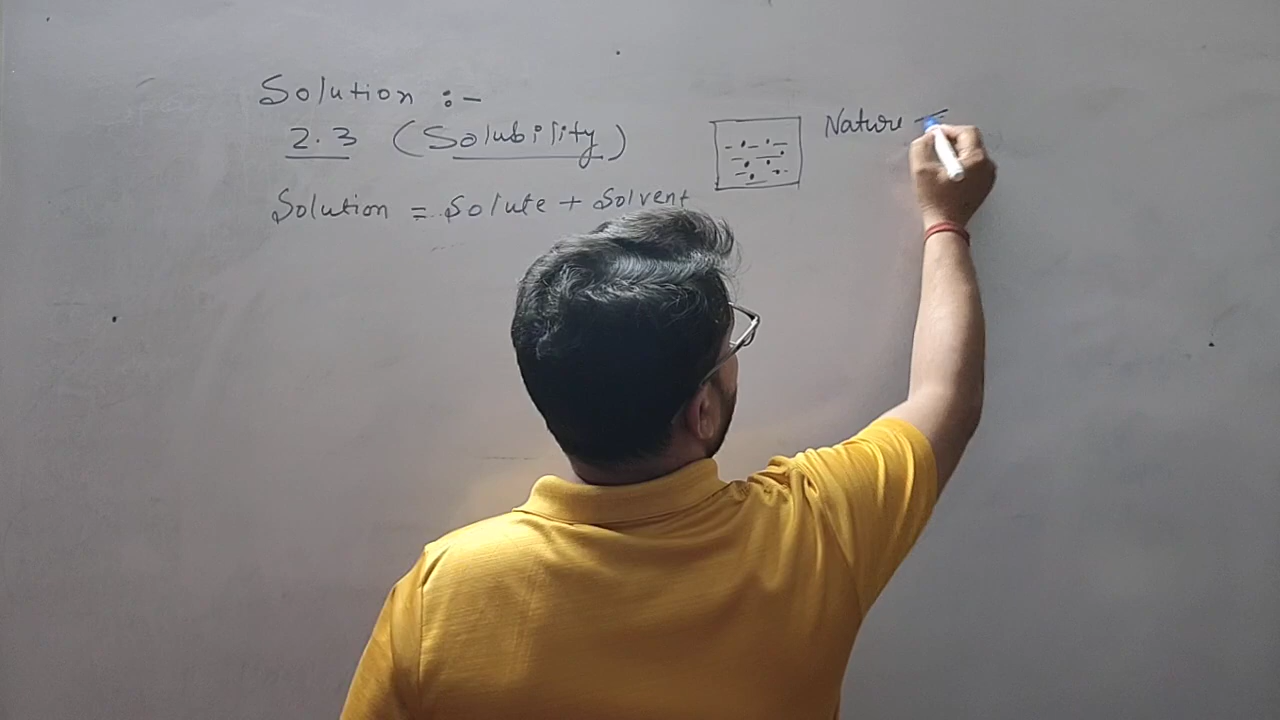 Solution :-
2.3 (Solubility)
Solution = Solute + Solvent
Nature